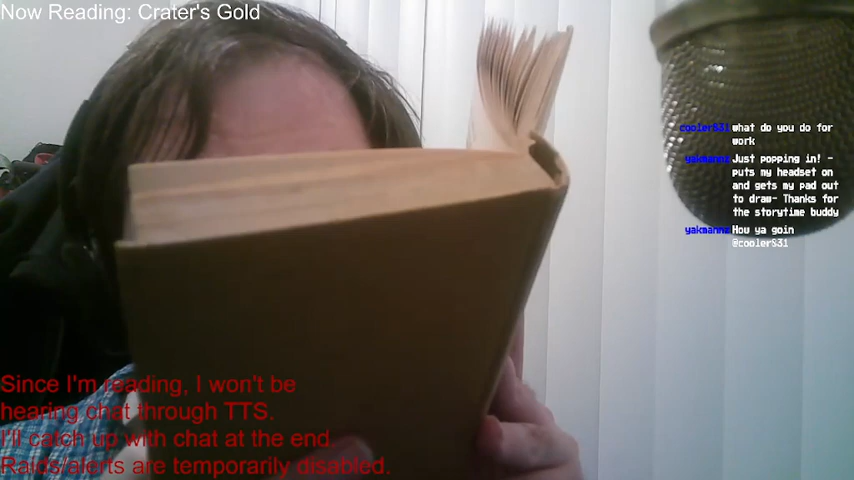 Now Reading: Crater's Gold
cooler531 what do you do for
work
yakmannz Just popping in! -
puts my headset on
and gets my pad out
to draw- Thanks for
the storytime buddy
yakmannz How ya goin
@cooler531
Since I'm reading, I won't be
hearing chat through TTS.
I'll catch up with chat at the end.
Raids/alerts are temporarily disabled.